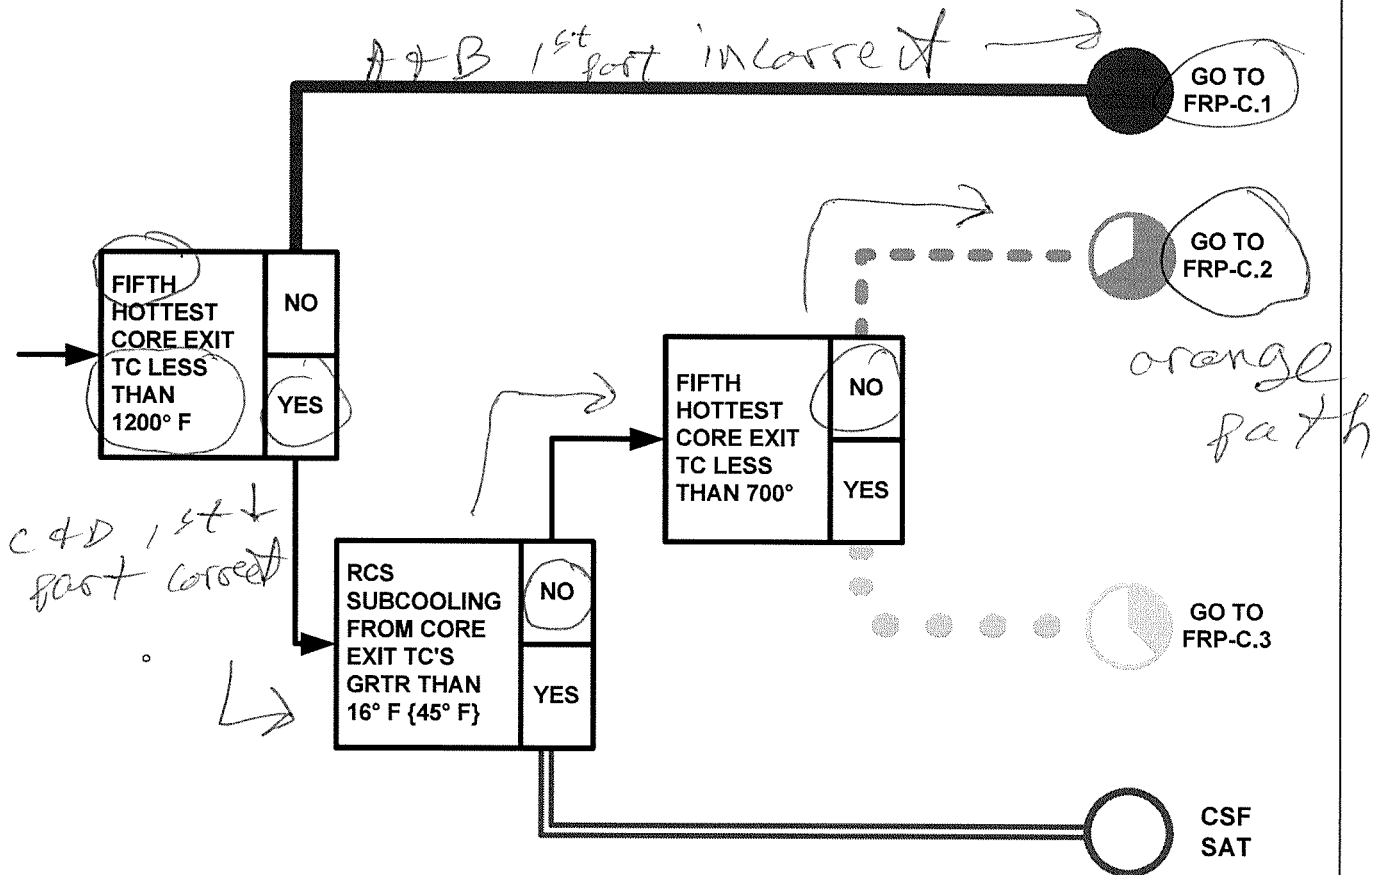 A & B 1st part incorrect
GO TO
FRP-C.1
GO TO
FRP-C.2
orange
path
FIFTH
HOTTEST
CORE EXIT
TC LESS
THAN
1200° F
NO
YES
FIFTH
HOTTEST
CORE EXIT
TC LESS
THAN 700°
NO
YES
C & D 1st
part correct
RCS
SUBCOOLING
FROM CORE
EXIT TC'S
GRTR THAN
16° F {45° F}
NO
YES
GO TO
FRP-C.3
CSF
SAT